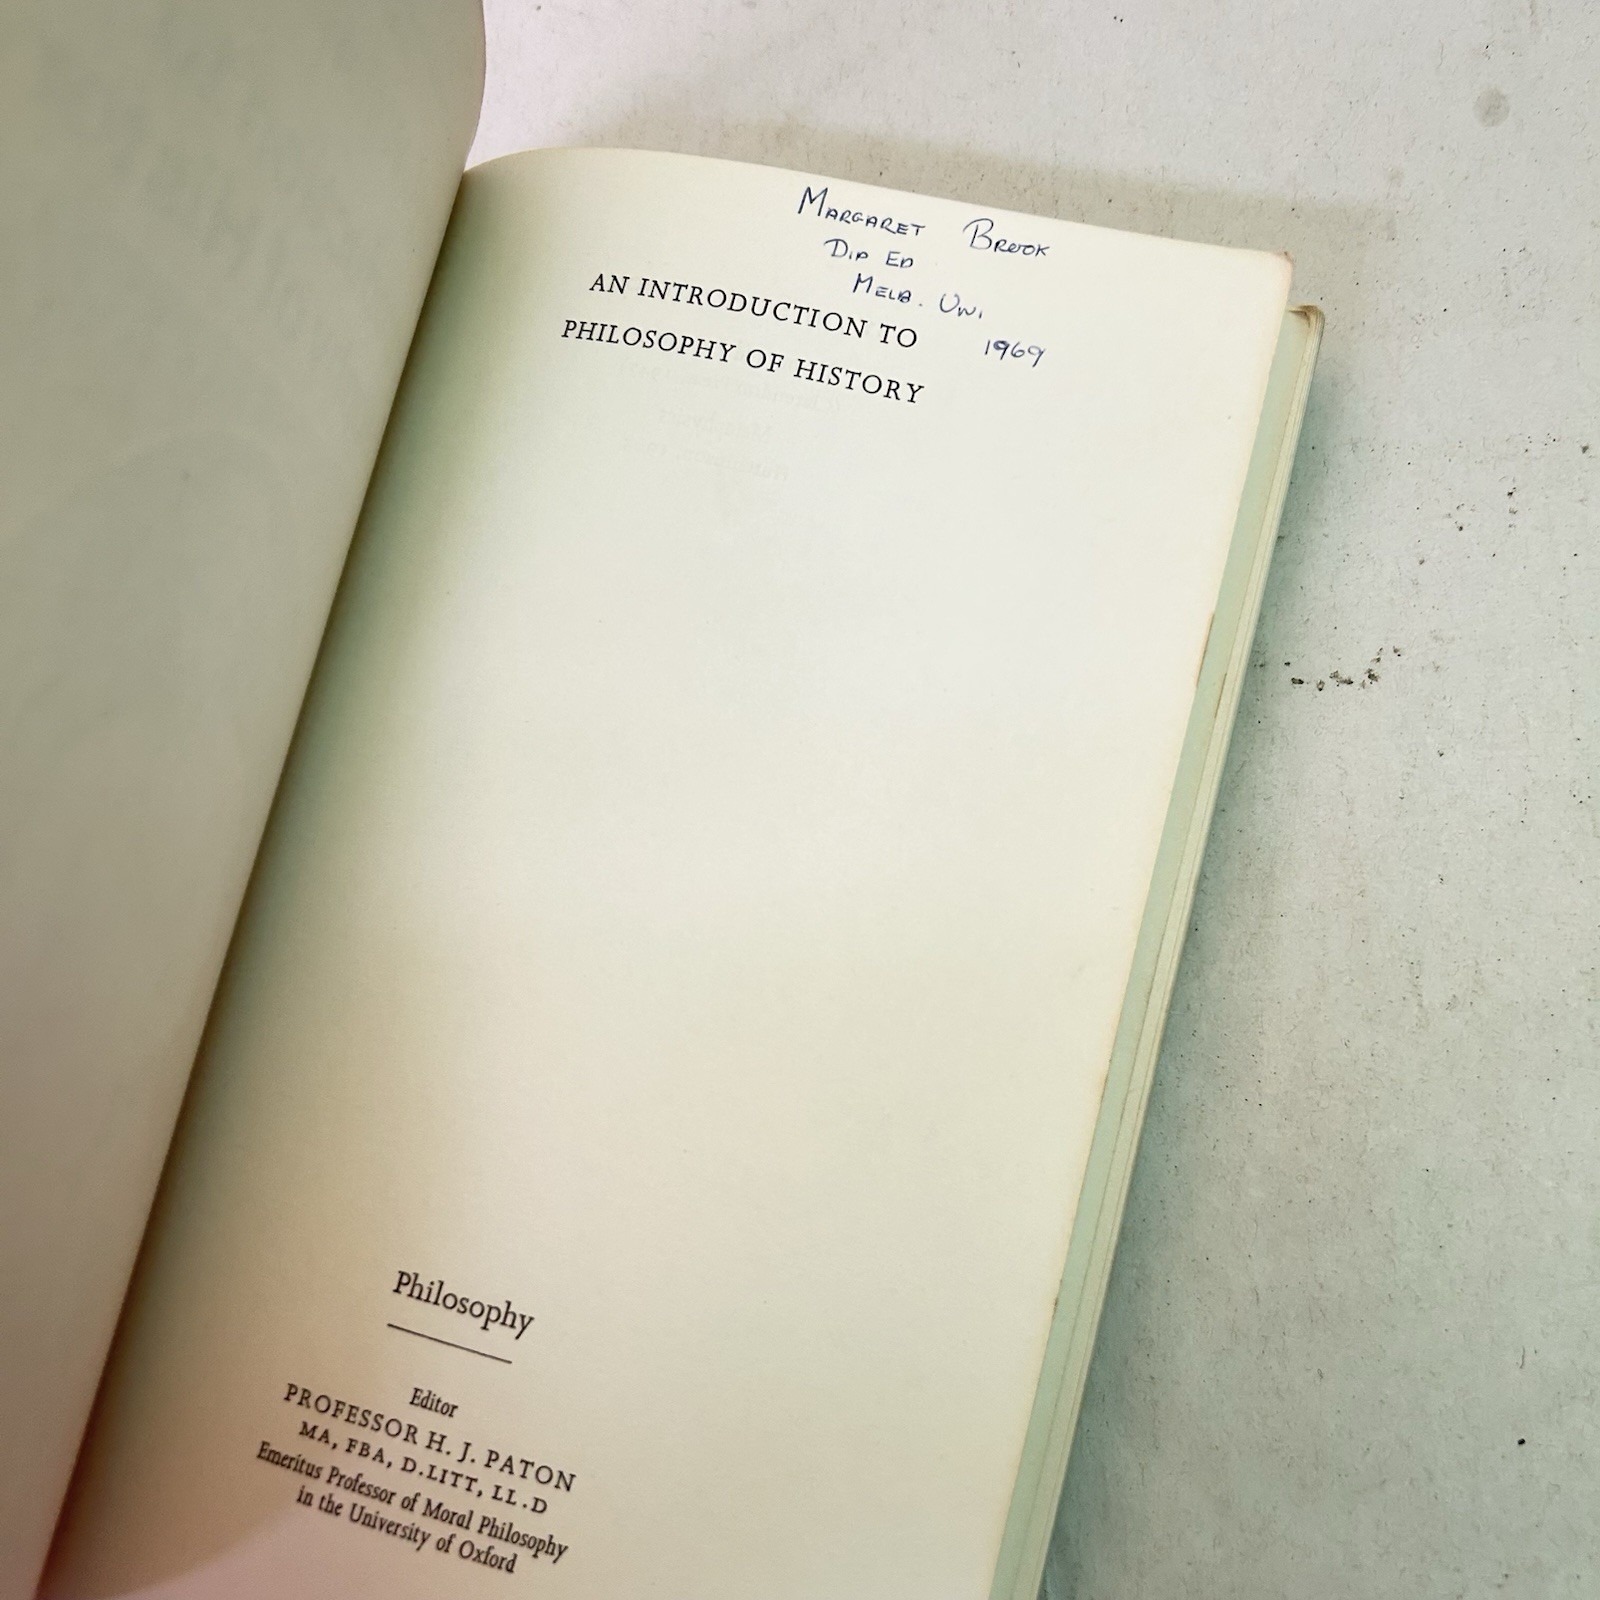 MARGARET BROOK
DIP ED
MELB. UNI.
1969
AN INTRODUCTION TO
PHILOSOPHY OF HISTORY
Philosophy
Editor
PROFESSOR H. J. PATON
MA, FBA, D.LITT, LL.D
Emeritus Professor of Moral Philosophy
in the University of Oxford